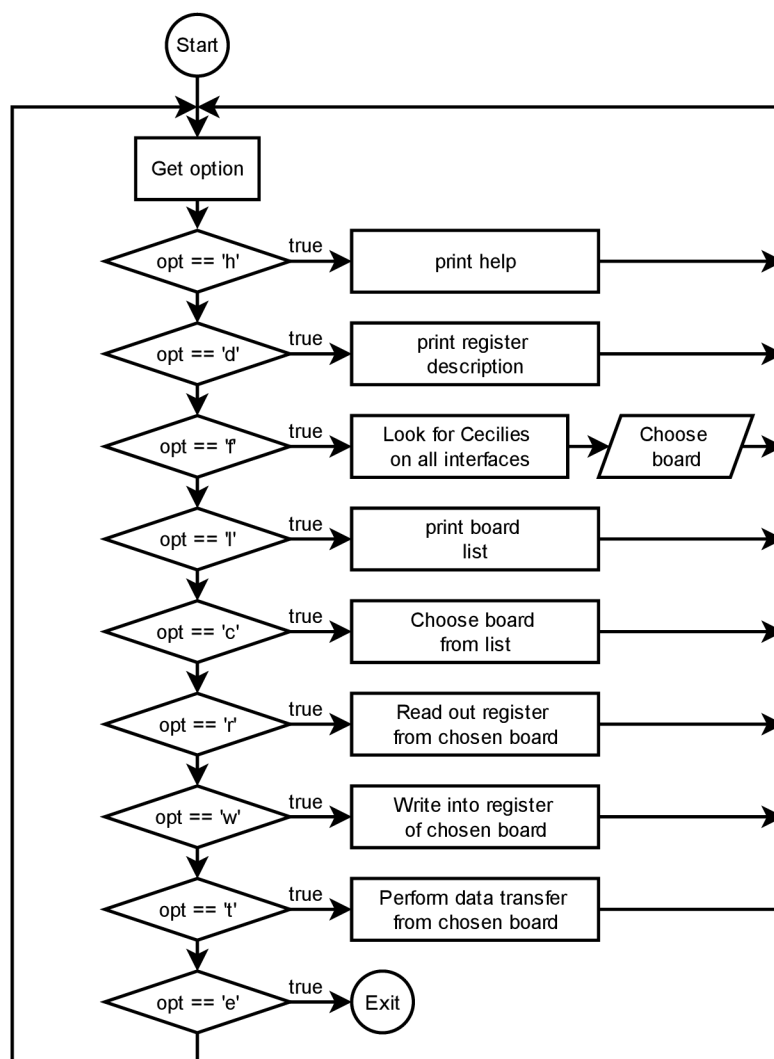 Start
Get option
opt == 'h'
true
print help
opt == 'd'
true
print register
description
opt == 'f'
true
Look for Cecilies
on all interfaces
Choose
board
opt == 'l'
true
print board
list
opt == 'c'
true
Choose board
from list
opt == 'r'
true
Read out register
from chosen board
opt == 'w'
true
Write into register
of chosen board
opt == 't'
true
Perform data transfer
from chosen board
opt == 'e'
true
Exit